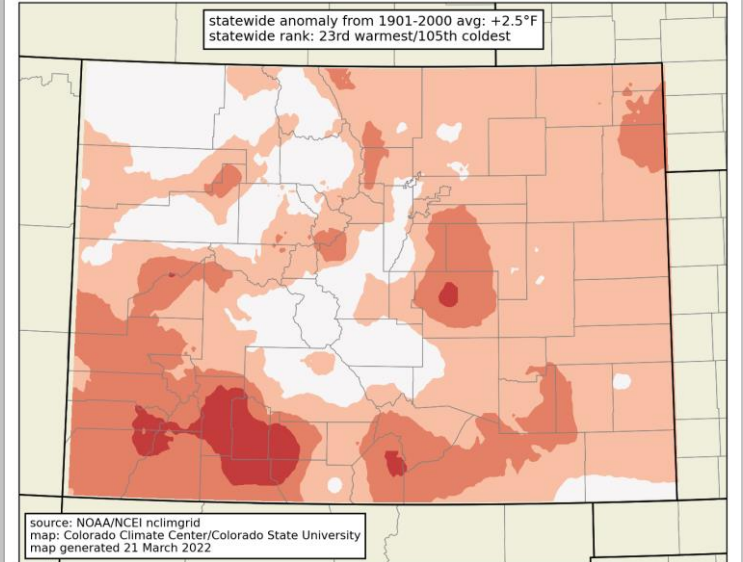 statewide anomaly from 1901-2000 avg: +2.5°F
statewide rank: 23rd warmest/105th coldest
source: NOAA/NCEI nclimgrid
map: Colorado Climate Center/Colorado State University
map generated 21 March 2022